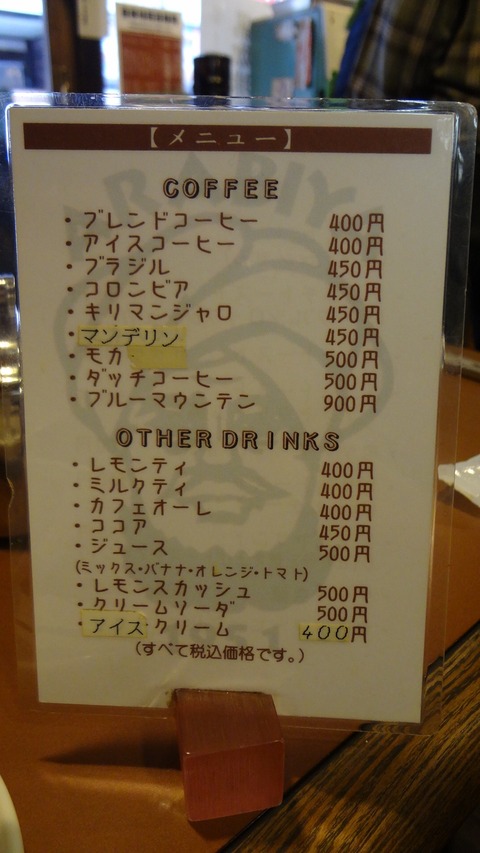 【メニュー】
COFFEE
・ブレンドコーヒー 400円
・アイスコーヒー 400円
・ブラジル 450円
・コロンビア 450円
・キリマンジャロ 450円
・マンデリン 450円
・モカ 500円
・ダッチコーヒー 500円
・ブルーマウンテン 900円
OTHER DRINKS
・レモンティ 400円
・ミルクティ 400円
・カフェオーレ 400円
・ココア 450円
・ジュース 500円
(ミックス・バナナ・オレンジ・トマト)
・レモンスカッシュ 500円
・クリームソーダ 500円
・アイスクリーム 400円
(すべて税込価格です。)